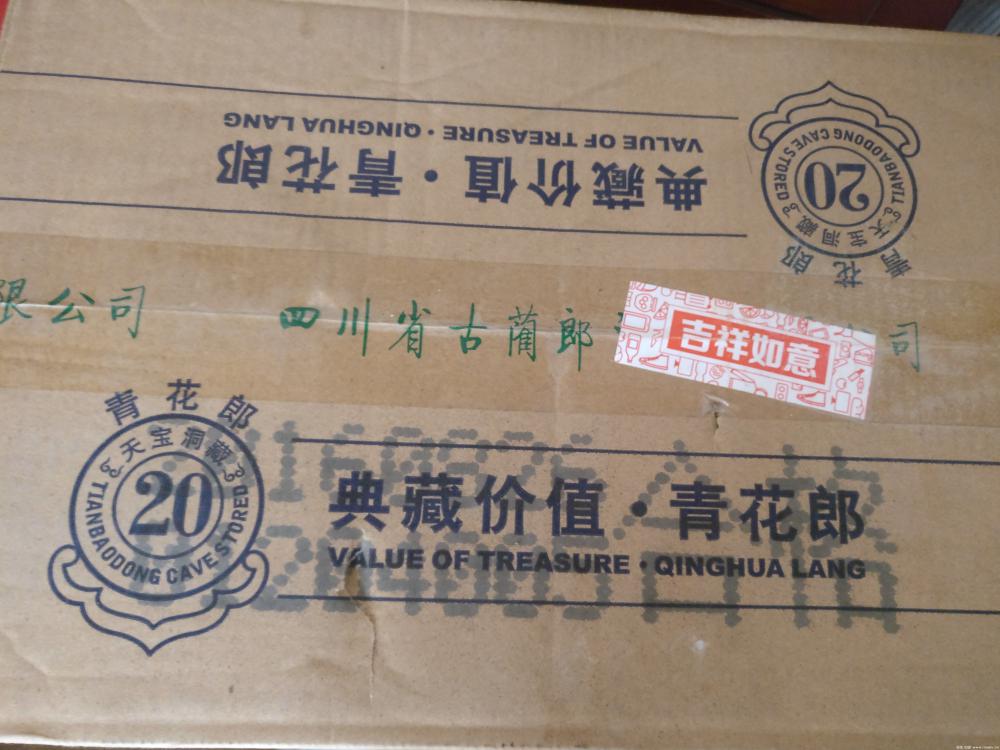 VALUE OF TREASURE · QINGHUA LANG
典藏价值·青花郎
TIANBAODONG CAVE STORED
20
天宝洞藏
青花郎
限公司 四川省古蔺郎
司
吉祥如意
青花郎
天宝洞藏
20
TIANBAODONG CAVE STORED
典藏价值·青花郎
VALUE OF TREASURE · QINGHUA LANG
合格